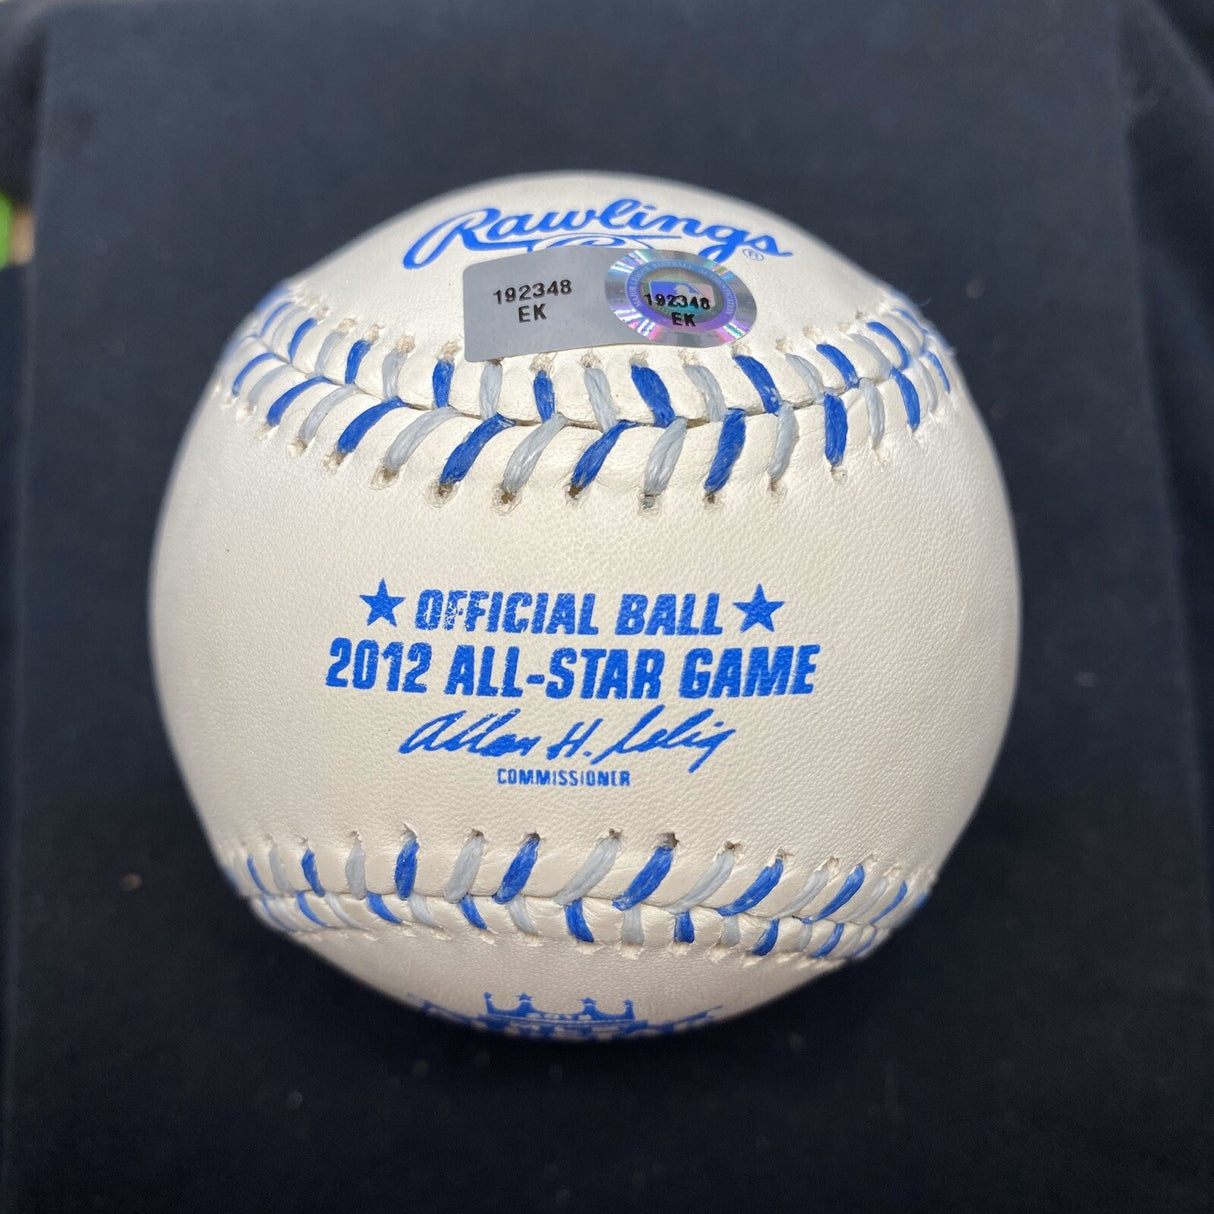 Rawlings
192348
EK
192348
EK
OFFICIAL BALL
2012 ALL-STAR GAME
Allan H. Selig
COMMISSIONER